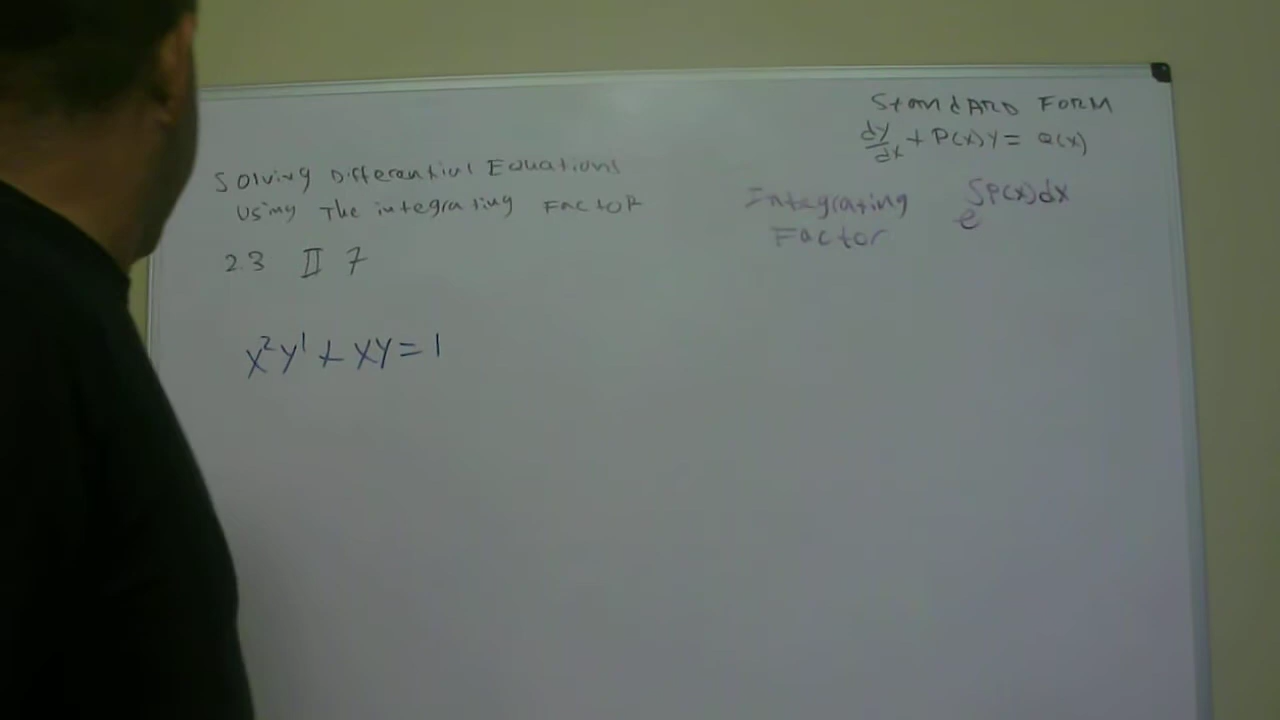 Solving Differential Equations
Using The integrating Factor
2.3 II 7
x²y' + xy = 1
Standard Form
dy/dx + P(x)y = Q(x)
Integrating Factor
e^∫P(x)dx